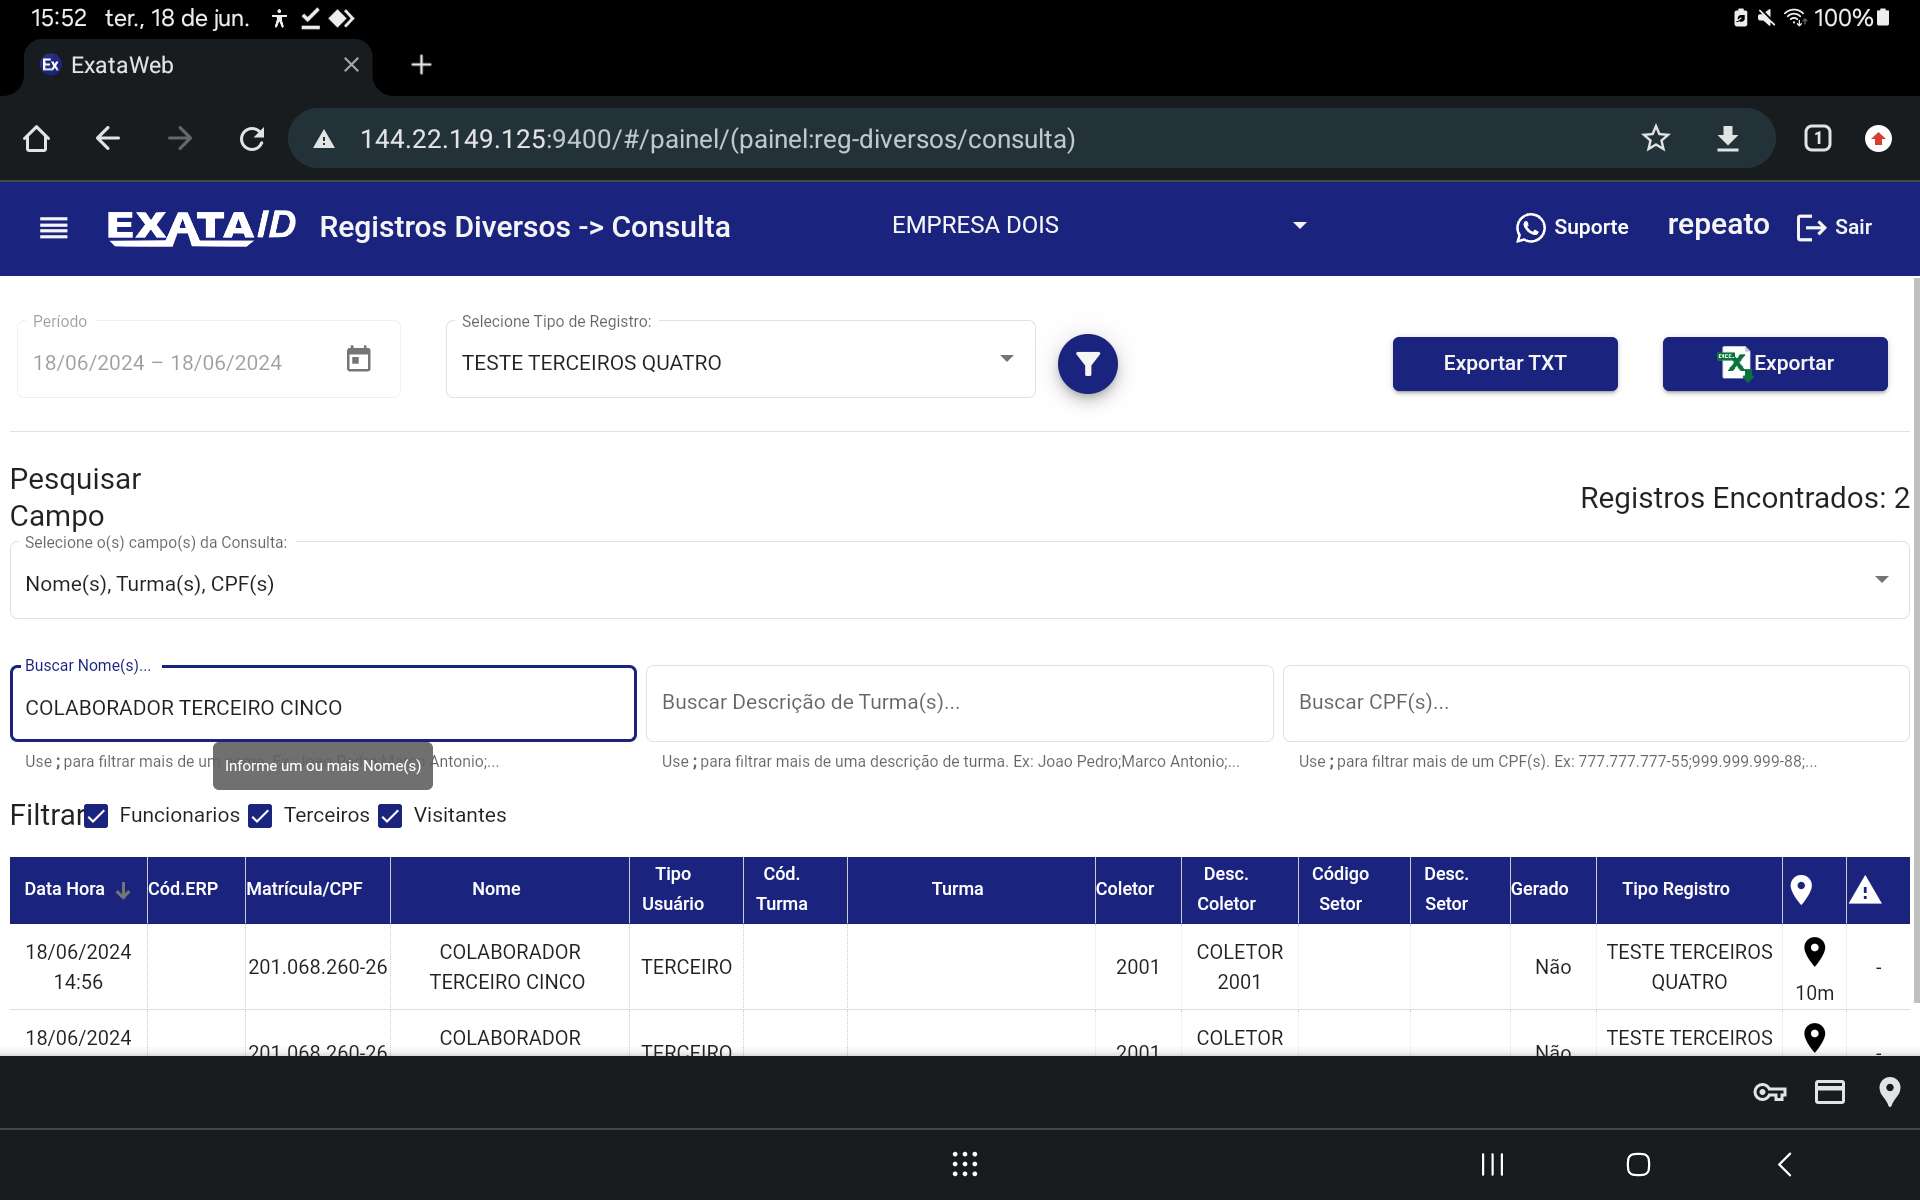 15:52 ter., 18 de jun.
100%
Ex ExataWeb
144.22.149.125:9400/#/painel/(painel:reg-diversos/consulta)
1
EXATA/D Registros Diversos -> Consulta
EMPRESA DOIS
Suporte
repeato
Sair
Período
18/06/2024 – 18/06/2024
Selecione Tipo de Registro:
TESTE TERCEIROS QUATRO
Exportar TXT
Exportar
Pesquisar
Campo
Registros Encontrados: 2
Selecione o(s) campo(s) da Consulta:
Nome(s), Turma(s), CPF(s)
Buscar Nome(s)...
COLABORADOR TERCEIRO CINCO
Buscar Descrição de Turma(s)...
Buscar CPF(s)...
Use ; para filtrar mais de um Antonio;...
Informe um ou mais Nome(s)
Use ; para filtrar mais de uma descrição de turma. Ex: Joao Pedro;Marco Antonio;...
Use ; para filtrar mais de um CPF(s). Ex: 777.777.777-55;999.999.999-88;...
Filtrar Funcionarios Terceiros Visitantes
Data Hora Cód.ERP Matrícula/CPF Nome Tipo Usuário Cód. Turma Turma Coletor Desc. Coletor Código Setor Desc. Setor Gerado Tipo Registro
18/06/2024 14:56 201.068.260-26 COLABORADOR TERCEIRO CINCO TERCEIRO 2001 COLETOR 2001 Não TESTE TERCEIROS QUATRO 10m -
18/06/2024 201.068.260-26 COLABORADOR TERCEIRO 2001 COLETOR Não TESTE TERCEIROS -